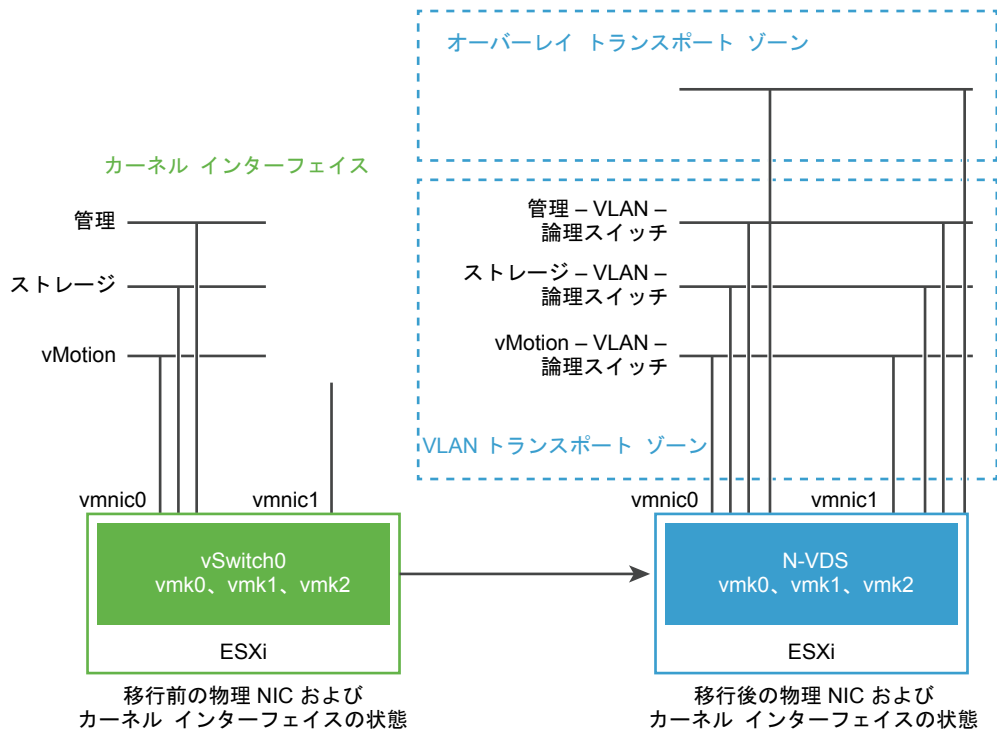 オーバーレイ トランスポート ゾーン
カーネル インターフェイス
管理
ストレージ
vMotion
管理 – VLAN –
論理スイッチ
ストレージ – VLAN –
論理スイッチ
vMotion – VLAN –
論理スイッチ
VLAN トランスポート ゾーン
vmnic0
vmnic1
vmnic0
vmnic1
vSwitch0
vmk0、vmk1、vmk2
ESXi
N-VDS
vmk0、vmk1、vmk2
ESXi
移行前の物理 NIC および
カーネル インターフェイスの状態
移行後の物理 NIC および
カーネル インターフェイスの状態